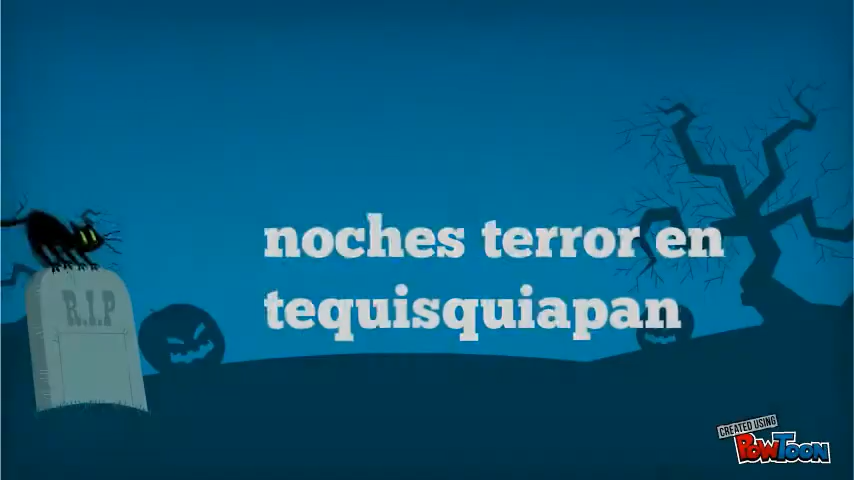 noches terror en
tequisquiapan
R.I.P
CREATED USING
PowToon